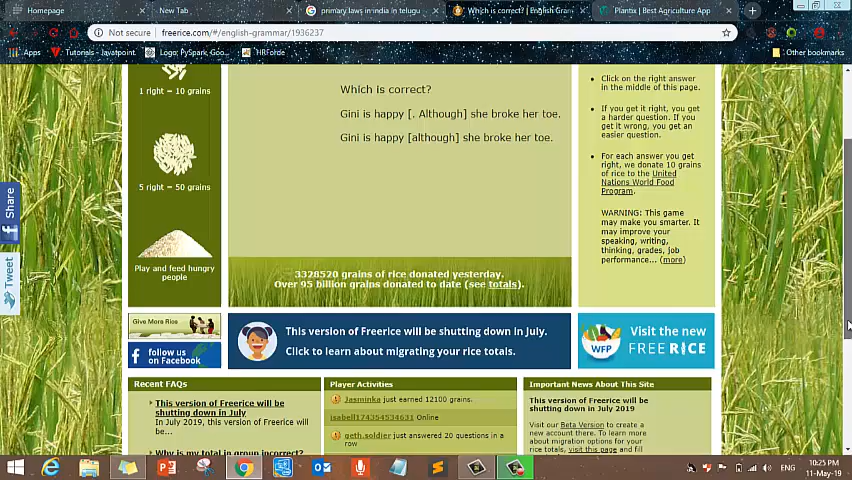 Homepage
New Tab
primary laws in india in telugu
Which is correct? | English Gram
Plantix | Best Agriculture App
Not secure | freerice.com/#/english-grammar/1936237
Apps
Tutorials - Javatpoint.
Logo: PySpark, Goo...
HRForde
Other bookmarks
Share
Tweet
1 right = 10 grains
5 right = 50 grains
Play and feed hungry
people
Which is correct?
Gini is happy [. Although] she broke her toe.
Gini is happy [although] she broke her toe.
3328520 grains of rice donated yesterday.
Over 95 billion grains donated to date (see totals).
Click on the right answer
in the middle of this page.
If you get it right, you get
a harder question. If you
get it wrong, you get an
easier question.
For each answer you get
right, we donate 10 grains
of rice to the United
Nations World Food
Program.
WARNING: This game
may make you smarter. It
may improve your
speaking, writing,
thinking, grades, job
performance... (more)
Give More Rice
follow us
on Facebook
This version of Freerice will be shutting down in July.
Click to learn about migrating your rice totals.
WFP
Visit the new
FREE RICE
Recent FAQs
This version of Freerice will be
shutting down in July
In July 2019, this version of Freerice will
be...
Why is my total in group incorrect?
Player Activities
Jasminka just earned 12100 grains.
isabell174354534631 Online
geth.soldier just answered 20 questions in a
row
Important News About This Site
This version of Freerice will be
shutting down in July 2019
Visit our Beta Version to create a
new account there. To learn more
about migration options for your
rice totals, visit this page and fill
ENG
10:25 PM
11-May-19